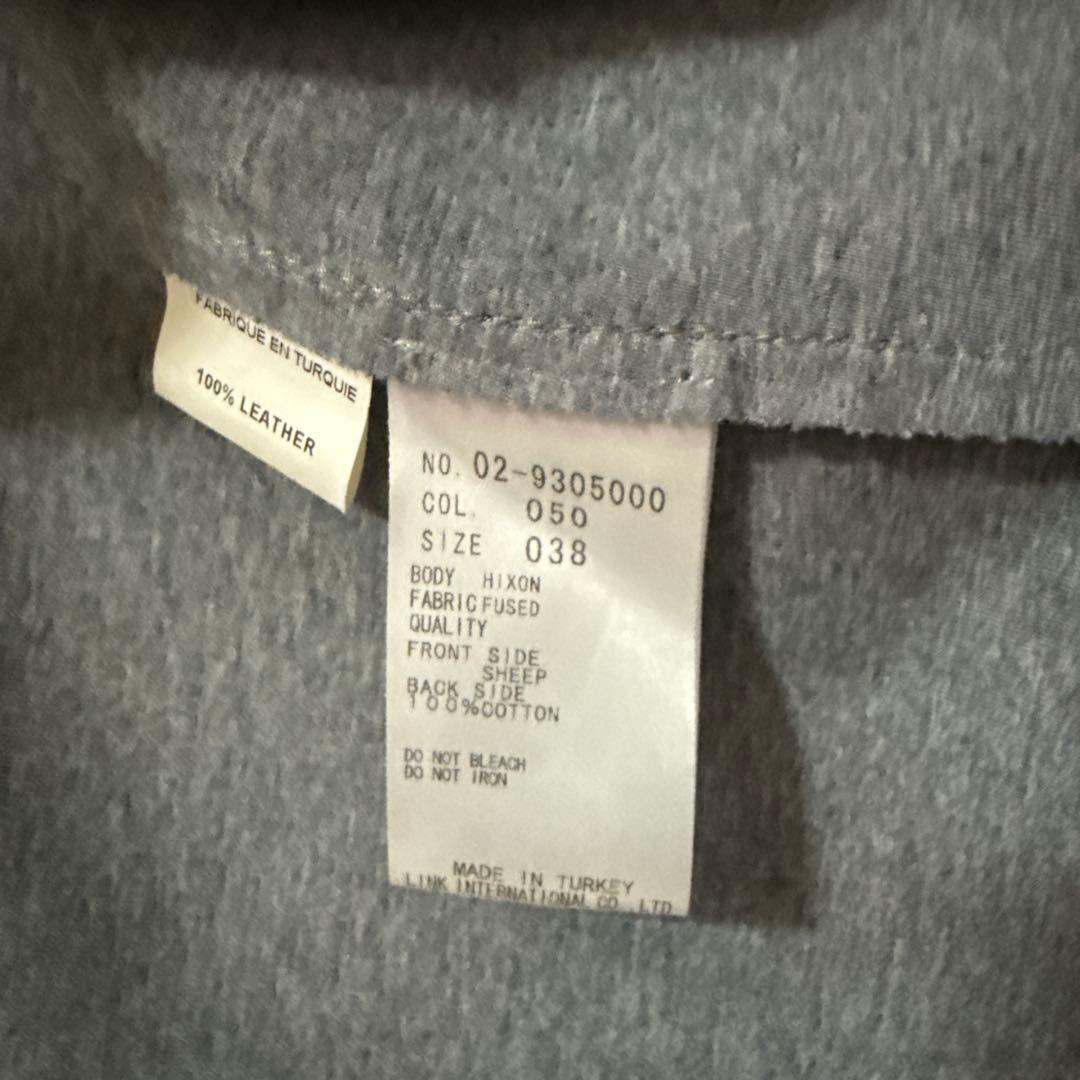 FABRIQUE EN TURQUIE
100% LEATHER
NO. 02-9305000
COL. 050
SIZE 038
BODY HIXON
FABRIC FUSED
QUALITY
FRONT SIDE
SHEEP
BACK SIDE
100%COTTON
DO NOT BLEACH
DO NOT IRON
MADE IN TURKEY
LINK INTERNATIONAL CO.,LTD